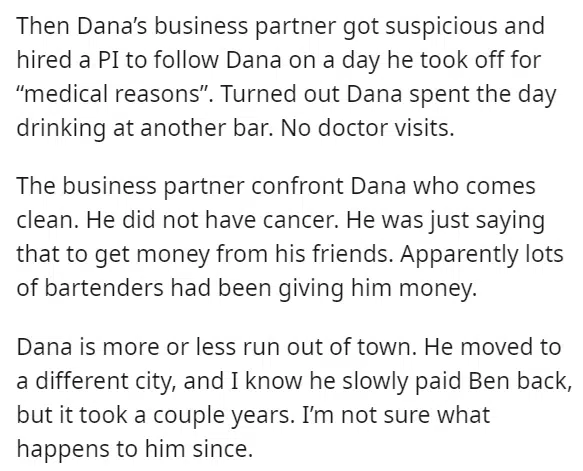 Then Dana’s business partner got suspicious and
hired a PI to follow Dana on a day he took off for
“medical reasons”. Turned out Dana spent the day
drinking at another bar. No doctor visits.
The business partner confront Dana who comes
clean. He did not have cancer. He was just saying
that to get money from his friends. Apparently lots
of bartenders had been giving him money.
Dana is more or less run out of town. He moved to
a different city, and I know he slowly paid Ben back,
but it took a couple years. I’m not sure what
happens to him since.